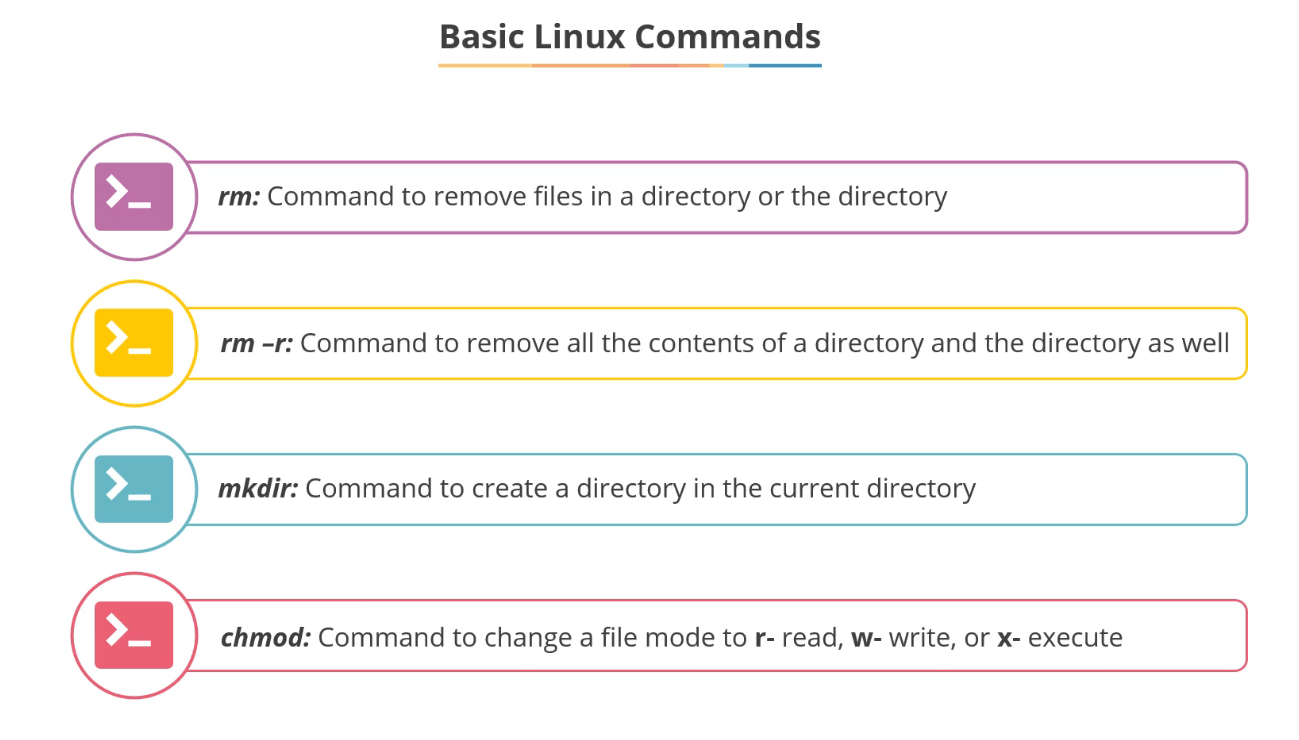 Basic Linux Commands
rm: Command to remove files in a directory or the directory
rm –r: Command to remove all the contents of a directory and the directory as well
mkdir: Command to create a directory in the current directory
chmod: Command to change a file mode to r- read, w- write, or x- execute